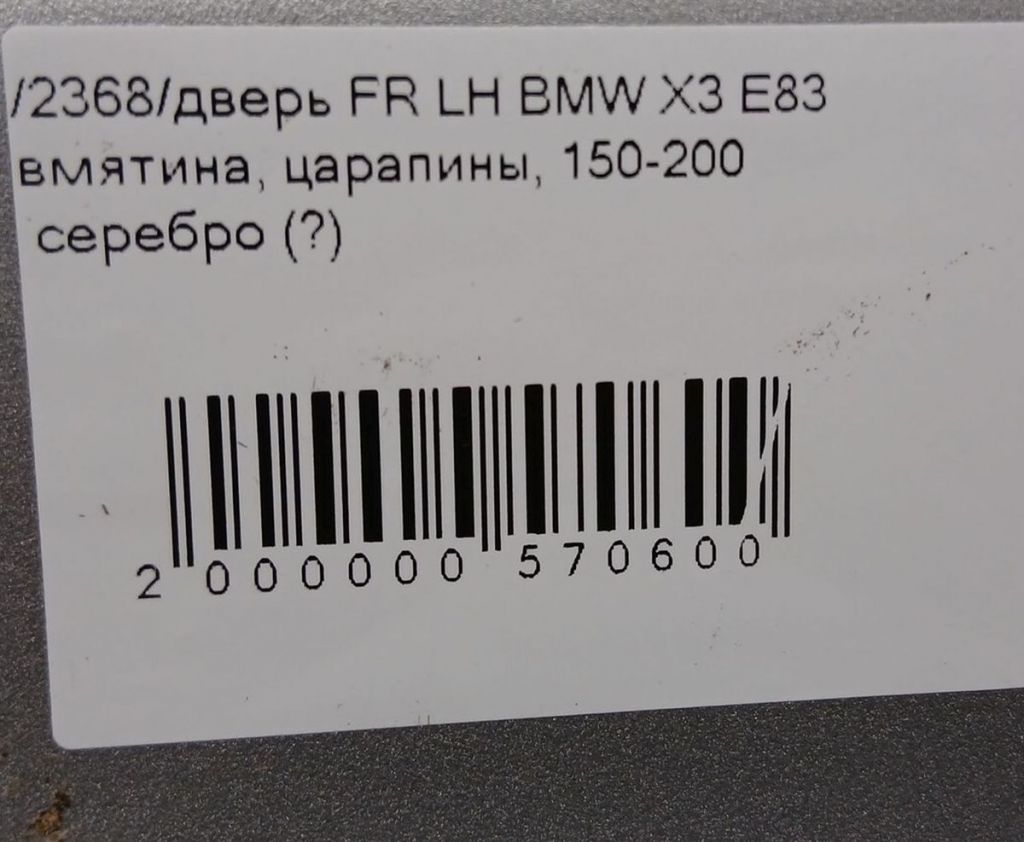 /2368/дверь FR LH BMW X3 E83
вмятина, царапины, 150-200
серебро (?)
2 000000 570600